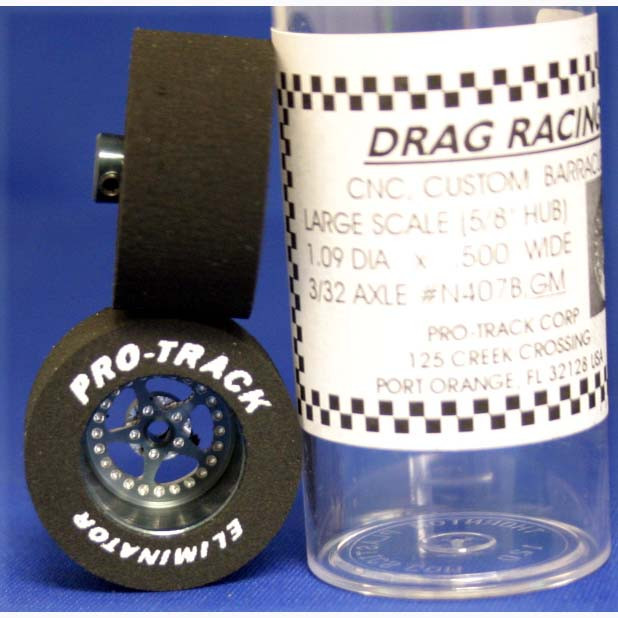 DRAG RACING
CNC. CUSTOM
LARGE SCALE (5/8" HUB)
1.09 DIA x .500 WIDE
3/32 AXLE #N407B,GM
PRO-TRACK CORP
125 CREEK CROSSING
PORT ORANGE, FL 32128 USA
PRO-TRACK
ELIMINATOR